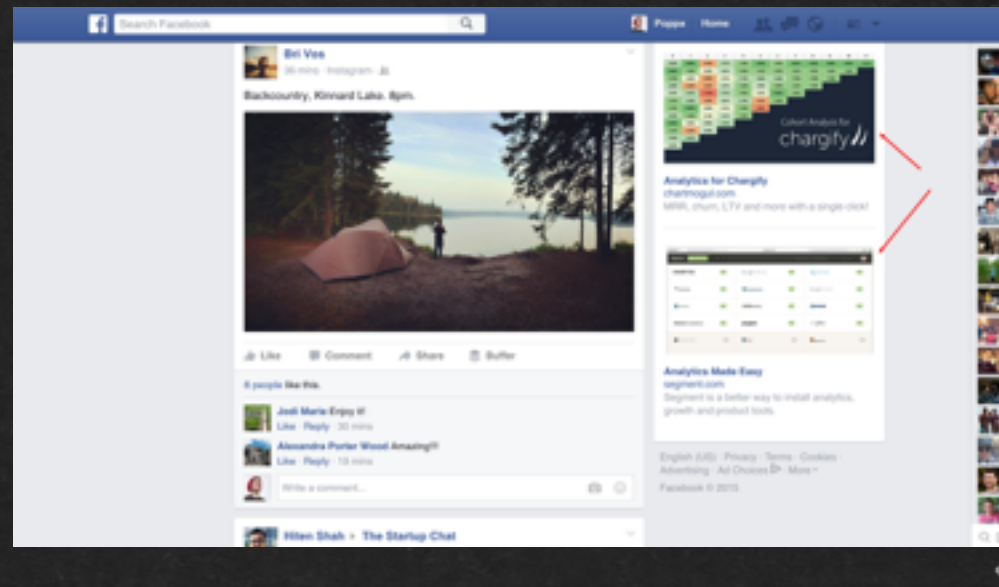 Search Facebook
Poppa Home
Bri Vos
36 mins · Instagram ·
Backcountry, Kinnard Lake. 8pm.
Like Comment Share Buffer
6 people like this.
Jodi Marie Enjoy it!
Like · Reply · 30 mins
Alexandra Porter Wood Amazing!!!
Like · Reply · 19 mins
Write a comment...
Hiten Shah ▸ The Startup Chat
Cohort Analysis for
chargify
Analytics for Chargify
chartmogul.com
MRR, churn, LTV and more with a single click!
Analytics Made Easy
segment.com
Segment is a better way to install analytics,
growth and product tools.
English (US) · Privacy · Terms · Cookies ·
Advertising · Ad Choices · More
Facebook © 2015